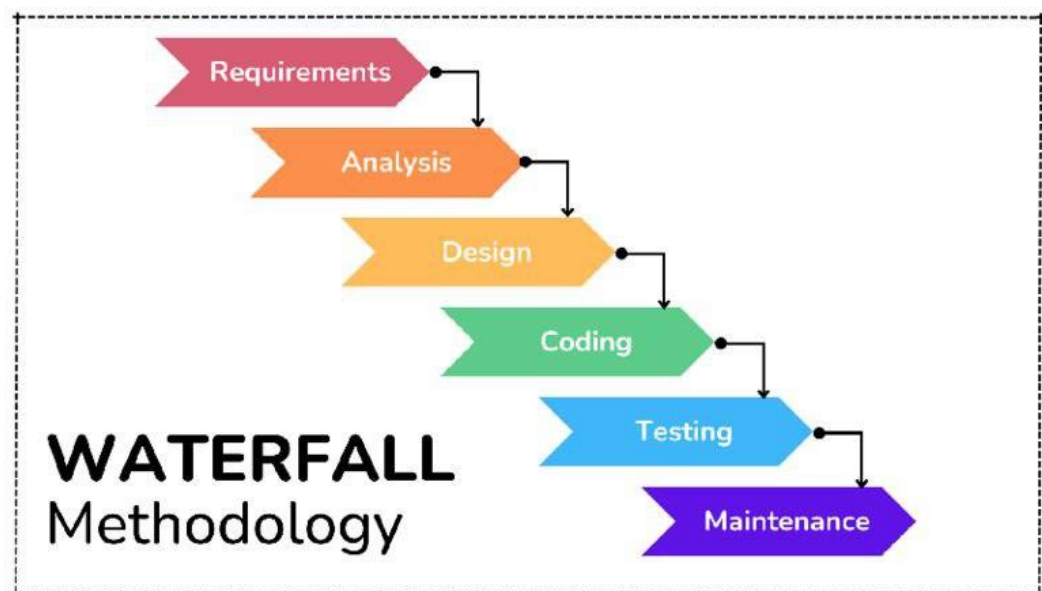 Requirements
Analysis
Design
Coding
Testing
Maintenance
WATERFALL
Methodology